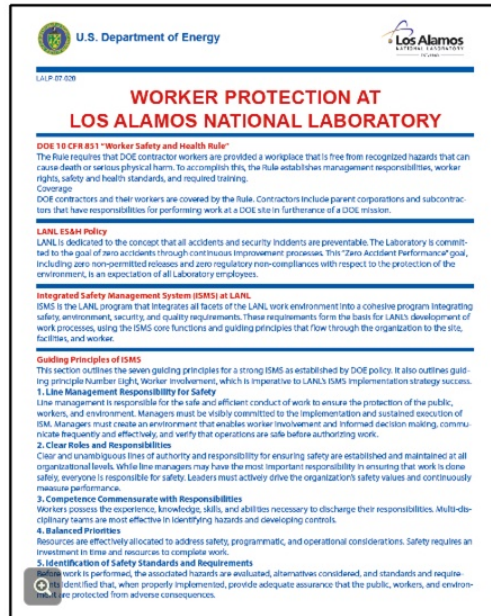 U.S. Department of Energy
Los Alamos
NATIONAL LABORATORY
LALP-07-028
WORKER PROTECTION AT
LOS ALAMOS NATIONAL LABORATORY
DOE 10 CFR 851 "Worker Safety and Health Rule"
The Rule requires that DOE contractor workers are provided a workplace that is free from recognized hazards that can
cause death or serious physical harm. To accomplish this, the Rule establishes management responsibilities, worker
rights, safety and health standards, and required training.
Coverage
DOE contractors and their workers are covered by the Rule. Contractors include parent corporations and subcontrac-
tors that have responsibilities for performing work at a DOE site in furtherance of a DOE mission.
LANL ES&H Policy
LANL is dedicated to the concept that all accidents and security incidents are preventable. The Laboratory is commit-
ted to the goal of zero accidents through continuous improvement processes. This "Zero Accident Performance" goal,
including zero non-permitted releases and zero regulatory non-compliances with respect to the protection of the
environment, is an expectation of all Laboratory employees.
Integrated Safety Management System (ISMS) at LANL
ISMS is the LANL program that integrates all facets of the LANL work environment into a cohesive program integrating
safety, environment, security, and quality requirements. These requirements form the basis for LANL's development of
work processes, using the ISMS core functions and guiding principles that flow through the organization to the site,
facilities, and worker.
Guiding Principles of ISMS
This section outlines the seven guiding principles for a strong ISMS as established by DOE policy. It also outlines guid-
ing principle Number Eight, Worker Involvement, which is imperative to LANL'S ISMS implementation strategy success.
1. Line Management Responsibility for Safety
Line management is responsible for the safe and efficient conduct of work to ensure the protection of the public,
workers, and environment. Managers must be visibly committed to the implementation and sustained execution of
ISM. Managers must create an environment that enables worker involvement and informed decision making, commu-
nicate frequently and effectively, and verify that operations are safe before authorizing work.
2. Clear Roles and Responsibilities
Clear and unambiguous lines of authority and responsibility for ensuring safety are established and maintained at all
organizational levels. While line managers may have the most important responsibility in ensuring that work is done
safely, everyone is responsible for safety. Leaders must actively drive the organization's safety values and continuously
measure performance.
3. Competence Commensurate with Responsibilities
Workers possess the experience, knowledge, skills, and abilities necessary to discharge their responsibilities. Multi-dis-
ciplinary teams are most effective in identifying hazards and developing controls.
4. Balanced Priorities
Resources are effectively allocated to address safety, programmatic, and operational considerations. Safety requires an
investment in time and resources to complete work.
5. Identification of Safety Standards and Requirements
Before work is performed, the associated hazards are evaluated, alternatives considered, and standards and require-
ments identified that, when properly implemented, provide adequate assurance that the public, workers, and environ-
ment are protected from adverse consequences.